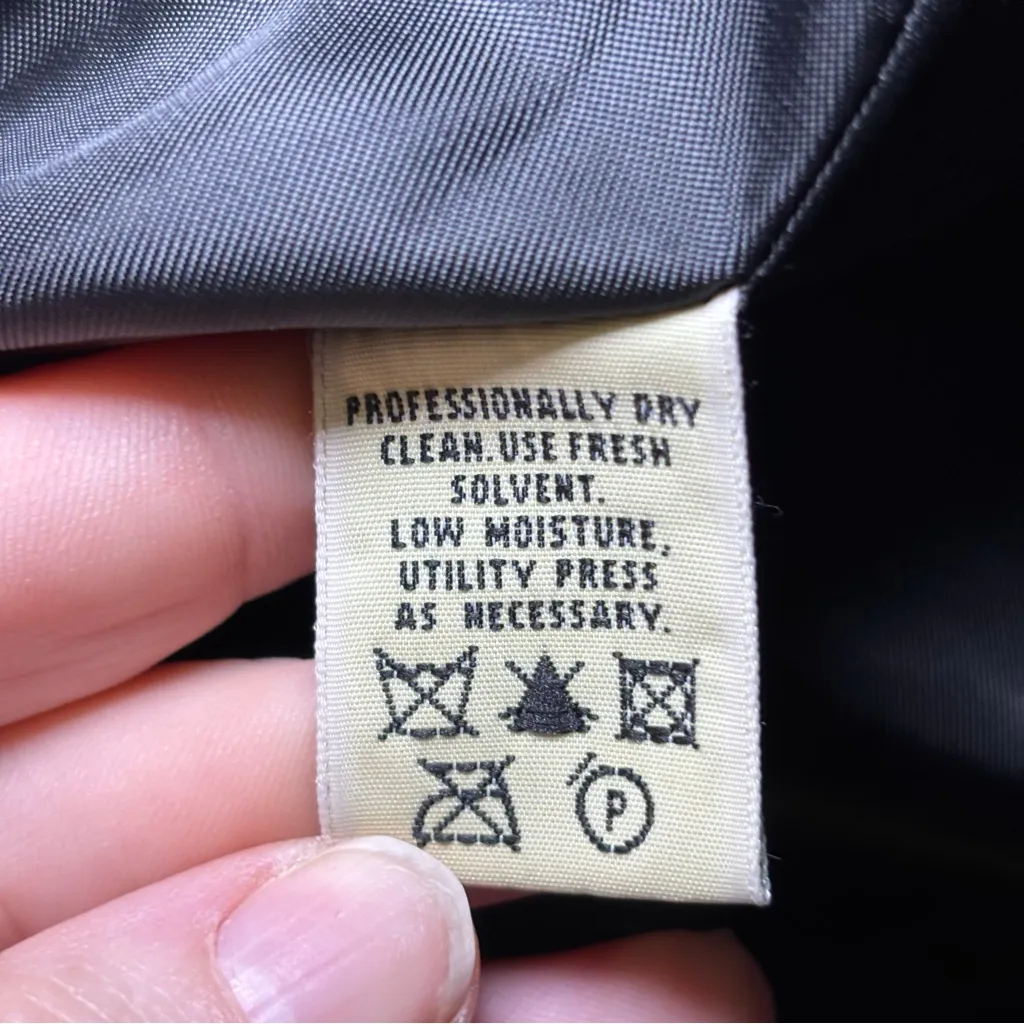 PROFESSIONALLY DRY
CLEAN. USE FRESH
SOLVENT.
LOW MOISTURE,
UTILITY PRESS
AS NECESSARY.
P